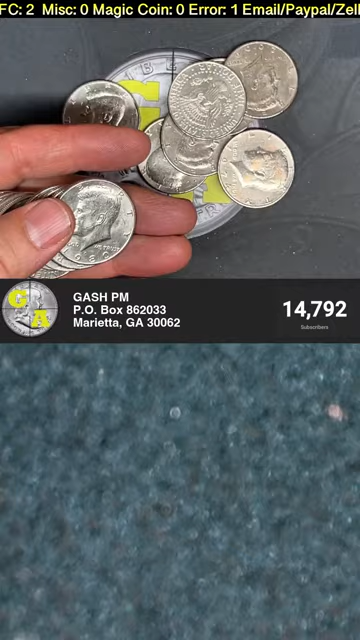 FC: 2 Misc: 0 Magic Coin: 0 Error: 1 Email/Paypal/Zell
GASH PM
P.O. Box 862033
Marietta, GA 30062
14,792
Subscribers
G A